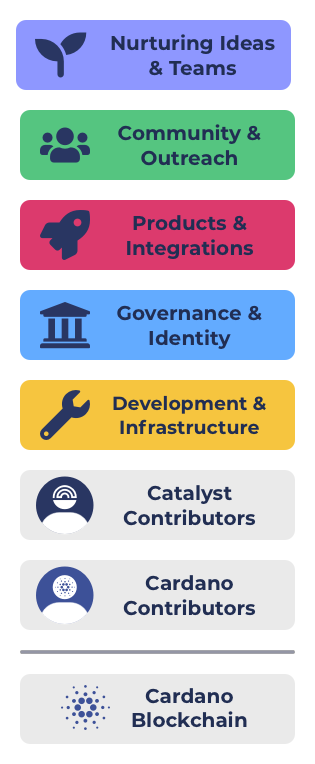 Nurturing Ideas
& Teams
Community &
Outreach
Products &
Integrations
Governance &
Identity
Development &
Infrastructure
Catalyst
Contributors
Cardano
Contributors
Cardano
Blockchain